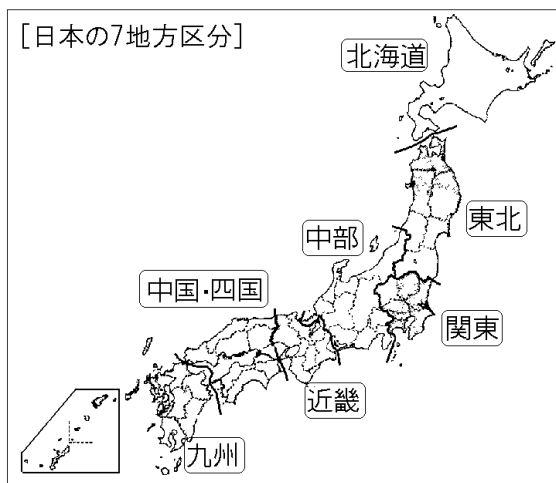 [日本の7地方区分]
北海道
東北
中部
中国・四国
関東
近畿
九州